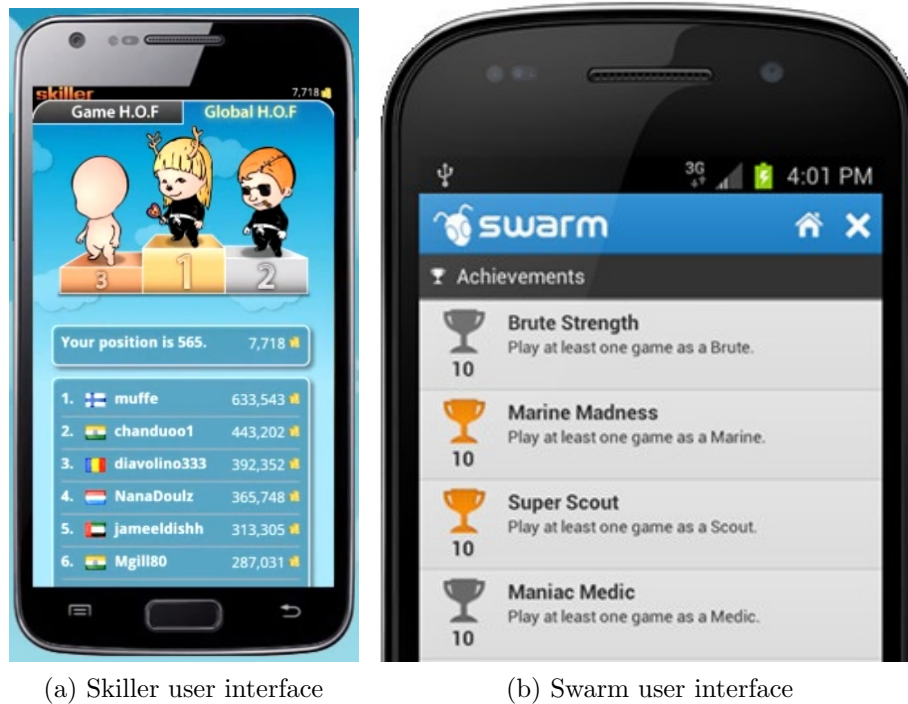 skiller 7,718
Game H.O.F Global H.O.F
3 1 2
Your position is 565. 7,718
1. muffe 633,543
2. chanduoo1 443,202
3. diavolino333 392,352
4. NanaDoulz 365,748
5. jameeldishh 313,305
6. Mgill80 287,031
(a) Skiller user interface
3G 4:01 PM
swarm
Achievements
Brute Strength
Play at least one game as a Brute.
10
Marine Madness
Play at least one game as a Marine.
10
Super Scout
Play at least one game as a Scout.
10
Maniac Medic
Play at least one game as a Medic.
10
(b) Swarm user interface